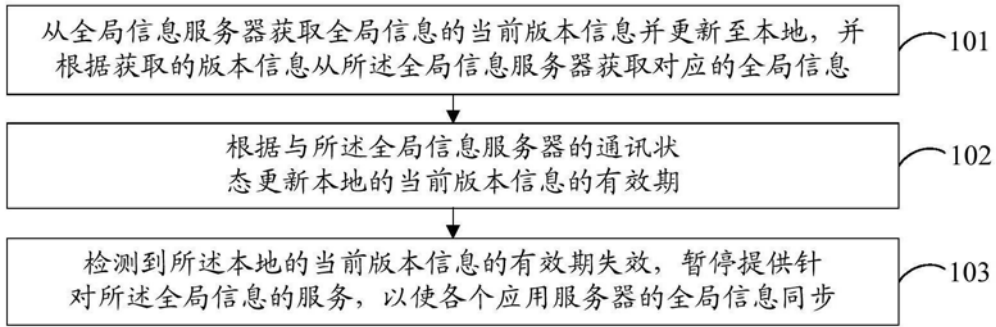 从全局信息服务器获取全局信息的当前版本信息并更新至本地，并
根据获取的版本信息从所述全局信息服务器获取对应的全局信息
101
根据与所述全局信息服务器的通讯状
态更新本地的当前版本信息的有效期
102
检测到所述本地的当前版本信息的有效期失效，暂停提供针
对所述全局信息的服务，以使各个应用服务器的全局信息同步
103